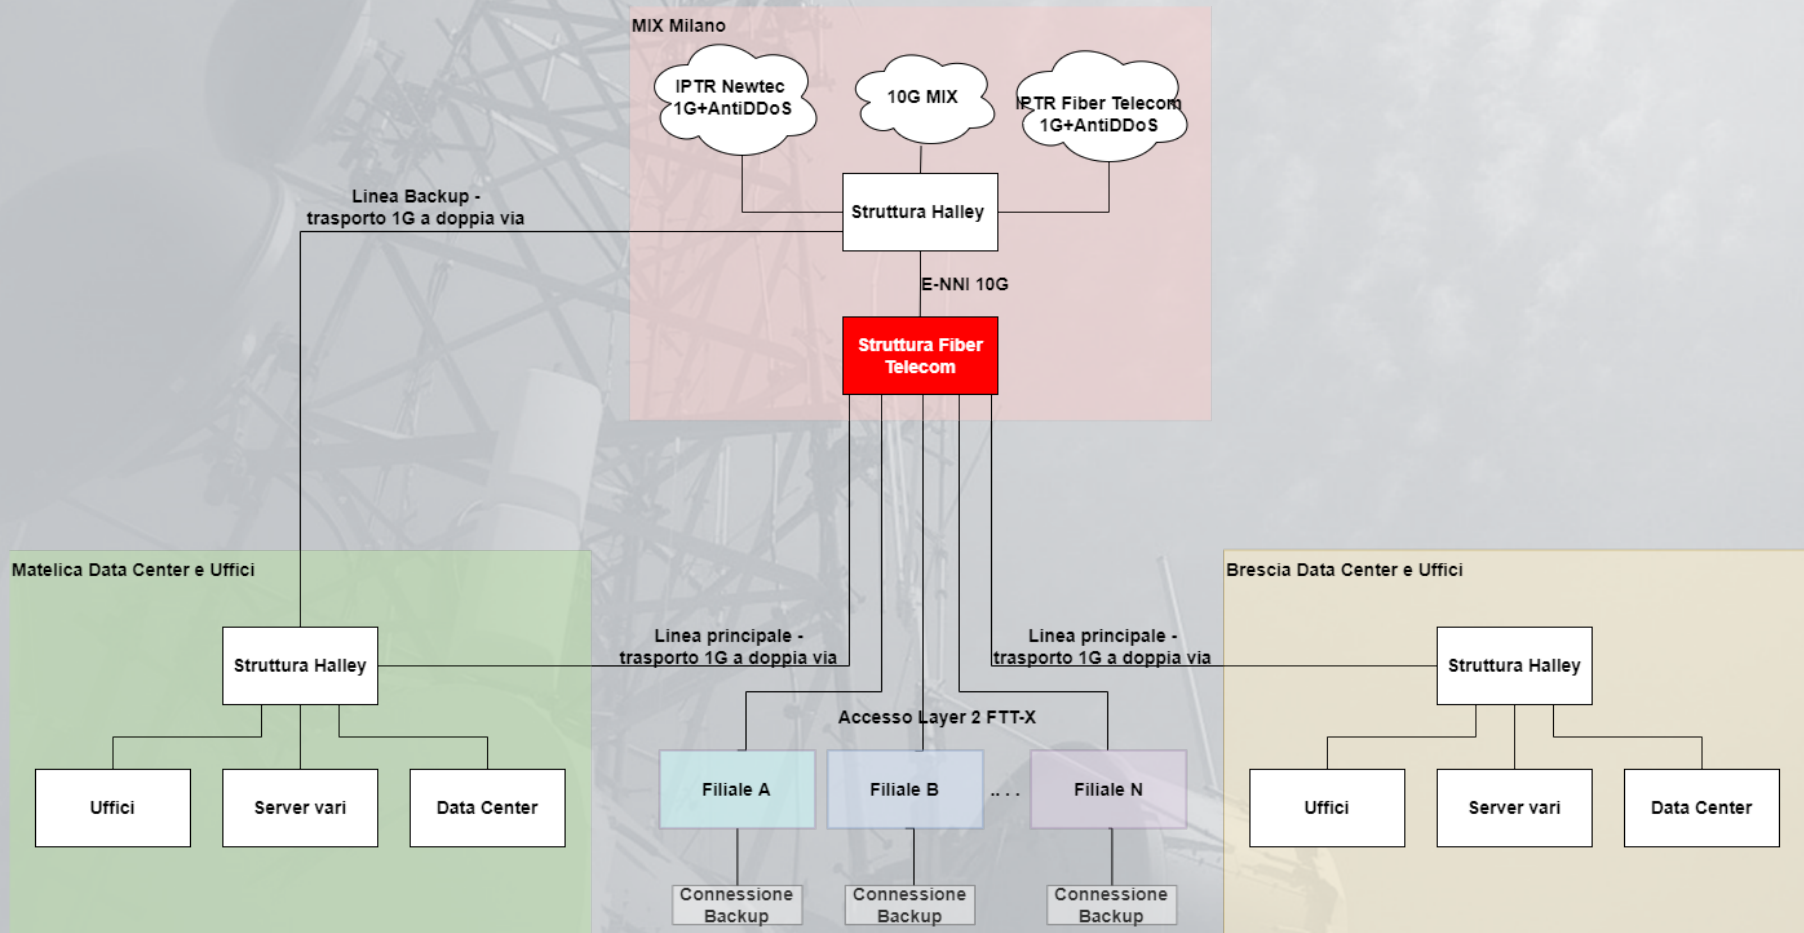 MIX Milano
IPTR Newtec
1G+AntiDDoS
10G MIX
IPTR Fiber Telecom
1G+AntiDDoS
Linea Backup -
trasporto 1G a doppia via
Struttura Halley
E-NNI 10G
Struttura Fiber
Telecom
Matelica Data Center e Uffici
Brescia Data Center e Uffici
Struttura Halley
Linea principale -
trasporto 1G a doppia via
Linea principale -
trasporto 1G a doppia via
Struttura Halley
Accesso Layer 2 FTT-X
Uffici
Server vari
Data Center
Filiale A
Filiale B
.. . .
Filiale N
Uffici
Server vari
Data Center
Connessione
Backup
Connessione
Backup
Connessione
Backup